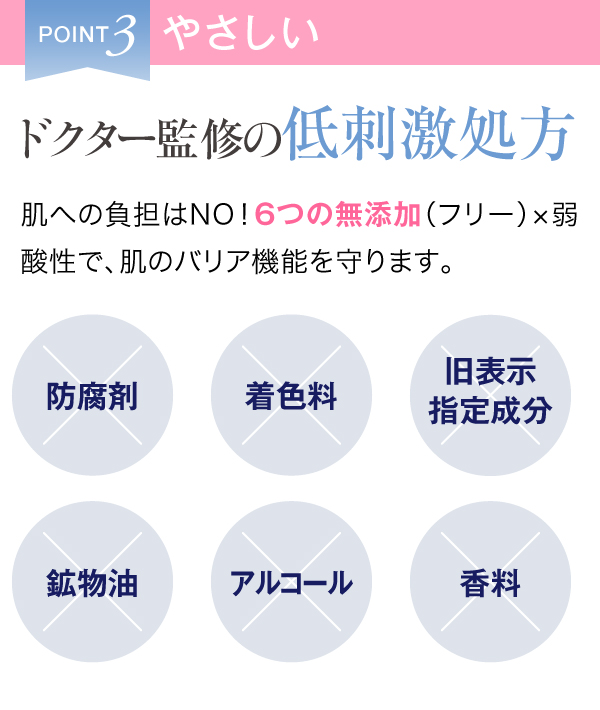 POINT 3 やさしい
ドクター監修の低刺激処方
肌への負担はNO！6つの無添加（フリー）×弱
酸性で、肌のバリア機能を守ります。
防腐剤
着色料
旧表示
指定成分
鉱物油
アルコール
香料